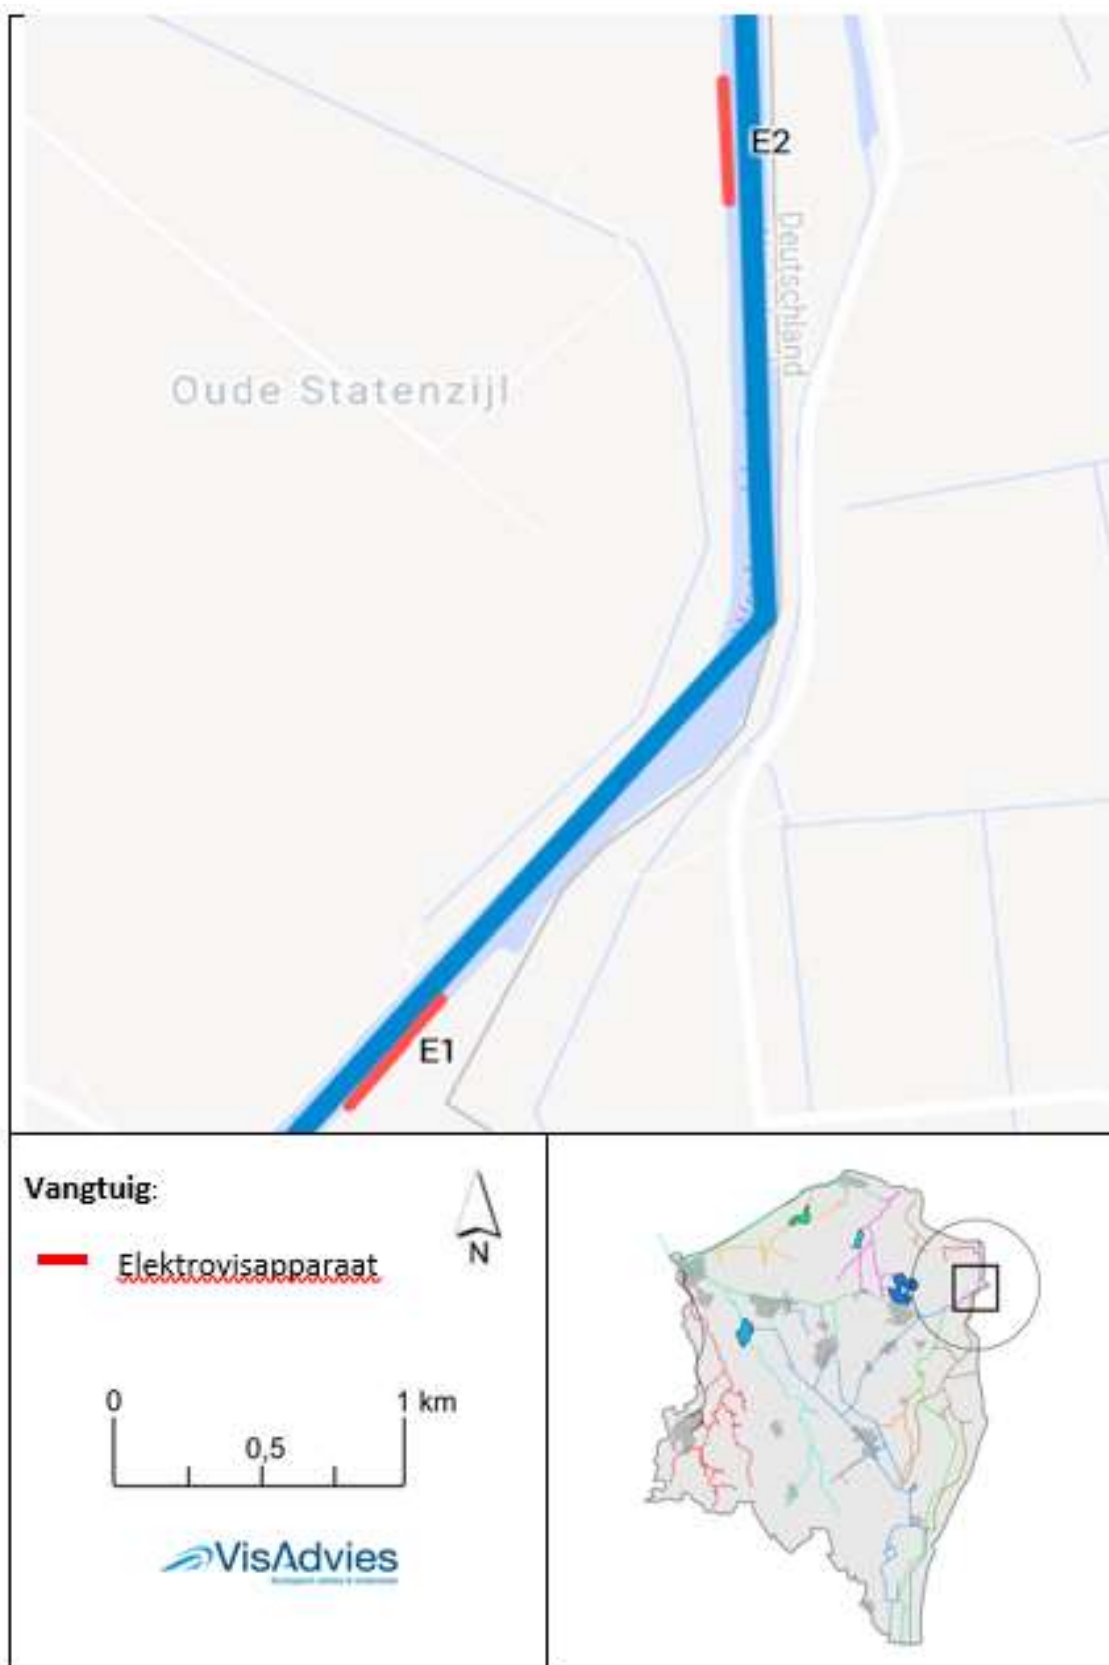 E2
Deutschland
Oude Statenzijl
E1
Vangtuig:
N
Elektrovisapparaat
0
1 km
0,5
VisAdvies